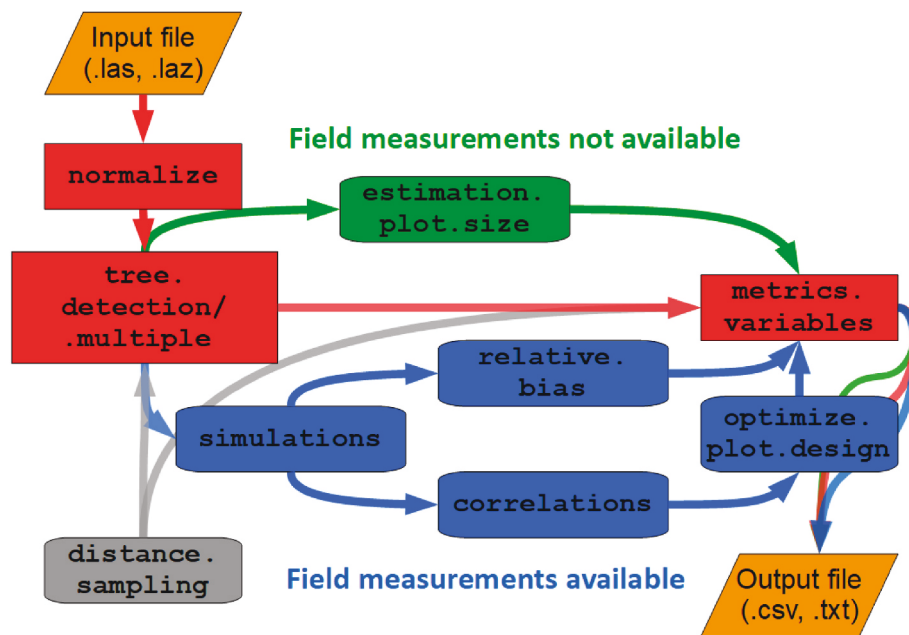 Input file
(.las, .laz)
Field measurements not available
normalize
estimation.
plot.size
tree.
detection/
.multiple
metrics.
variables
relative.
bias
simulations
optimize.
plot.design
correlations
distance.
sampling
Field measurements available
Output file
(.csv, .txt)